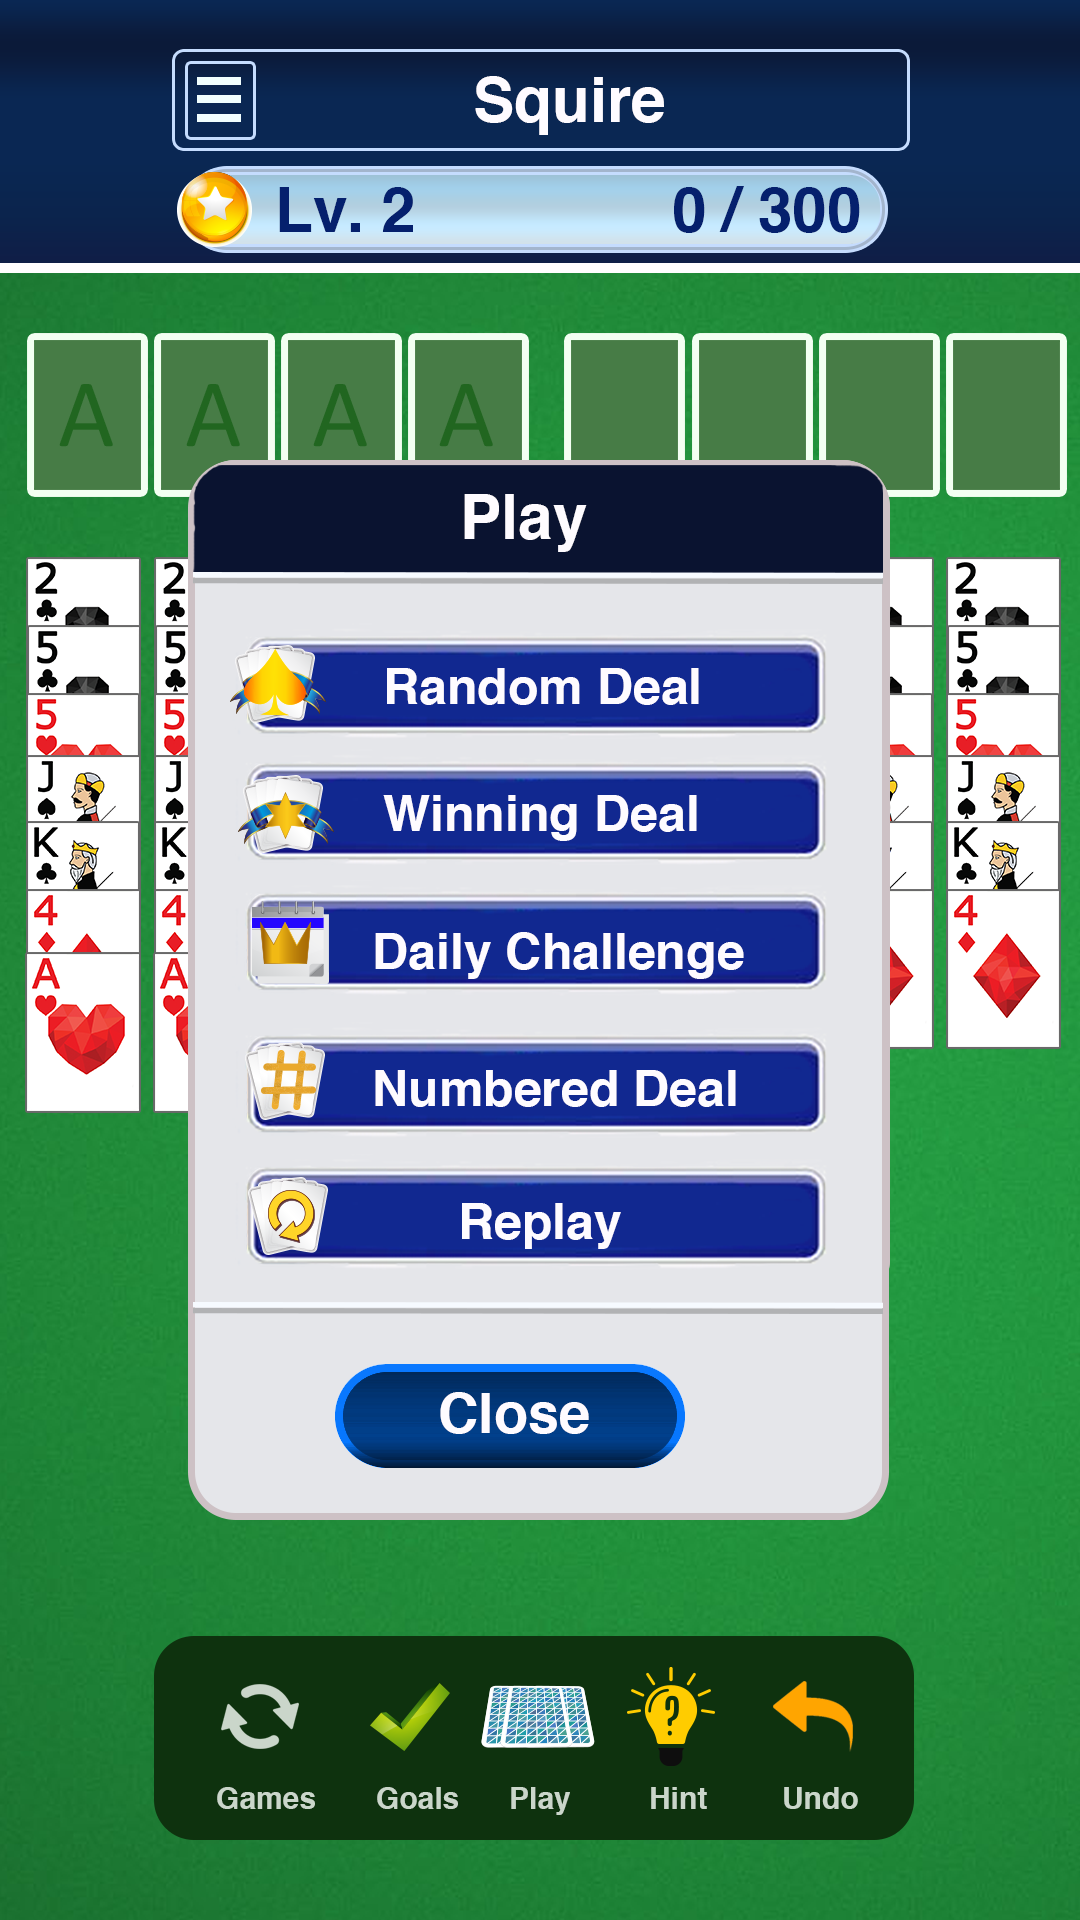 Squire
Lv. 2
0 / 300
A A A A
Play
2 2 2
5 5 5
5 5 5
J J J
K K K
4 4 4
A A
Random Deal
Winning Deal
Daily Challenge
Numbered Deal
Replay
Close
Games Goals Play Hint Undo